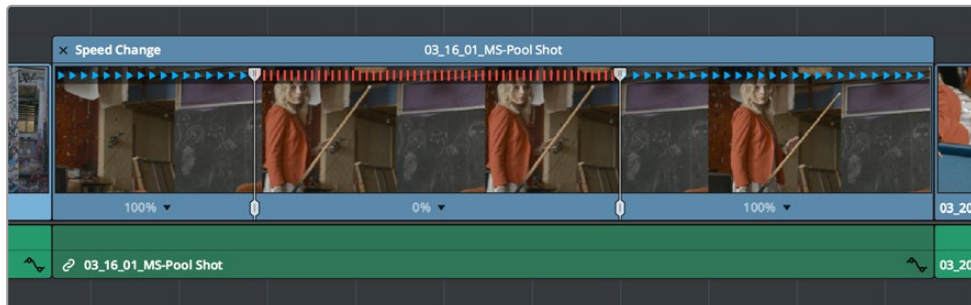 × Speed Change 03_16_01_MS-Pool Shot
100% 0% 100% 03_20
03_16_01_MS-Pool Shot 03_20